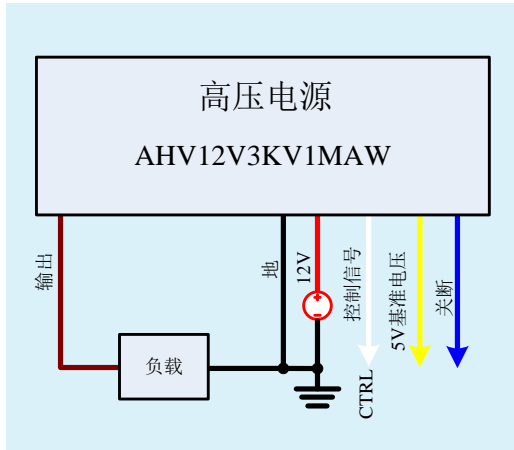 高压电源
AHV12V3KV1MAW
输出
地
12V
控制信号
5V基准电压
关断
负载
CTRL